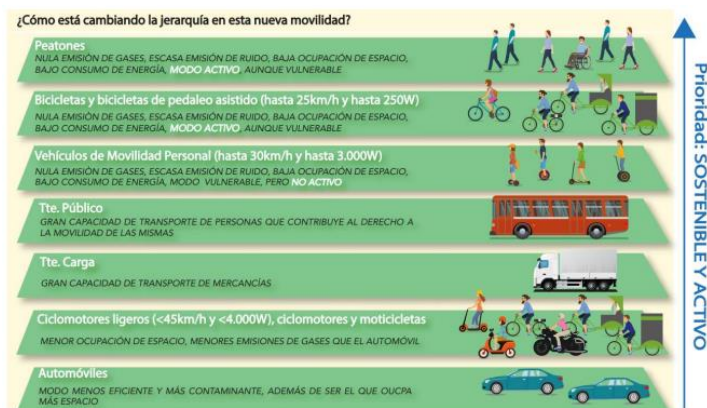 ¿Cómo está cambiando la jerarquía en esta nueva movilidad?
Peatones
NULA EMISIÓN DE GASES, ESCASA EMISIÓN DE RUIDO, BAJA OCUPACIÓN DE ESPACIO,
BAJO CONSUMO DE ENERGÍA, MODO ACTIVO, AUNQUE VULNERABLE
Bicicletas y bicicletas de pedaleo asistido (hasta 25km/h y hasta 250W)
NULA EMISIÓN DE GASES, ESCASA EMISIÓN DE RUIDO, BAJA OCUPACIÓN DE ESPACIO,
BAJO CONSUMO DE ENERGÍA, MODO ACTIVO, AUNQUE VULNERABLE
Vehículos de Movilidad Personal (hasta 30km/h y hasta 3.000W)
NULA EMISIÓN DE GASES, ESCASA EMISIÓN DE RUIDO, BAJA OCUPACIÓN DE ESPACIO,
BAJO CONSUMO DE ENERGÍA, MODO VULNERABLE, PERO NO ACTIVO
Tte. Público
GRAN CAPACIDAD DE TRANSPORTE DE PERSONAS QUE CONTRIBUYE AL DERECHO A
LA MOVILIDAD DE LAS MISMAS
Tte. Carga
GRAN CAPACIDAD DE TRANSPORTE DE MERCANCÍAS
Ciclomotores ligeros (<45km/h y <4.000W), ciclomotores y moticicletas
MENOR OCUPACIÓN DE ESPACIO, MENORES EMISIONES DE GASES QUE EL AUTOMÓVIL
Automóviles
MODO MENOS EFICIENTE Y MÁS CONTAMINANTE, ADEMÁS DE SER EL QUE OUCPA
MÁS ESPACIO
Prioridad: SOSTENIBLE Y ACTIVO